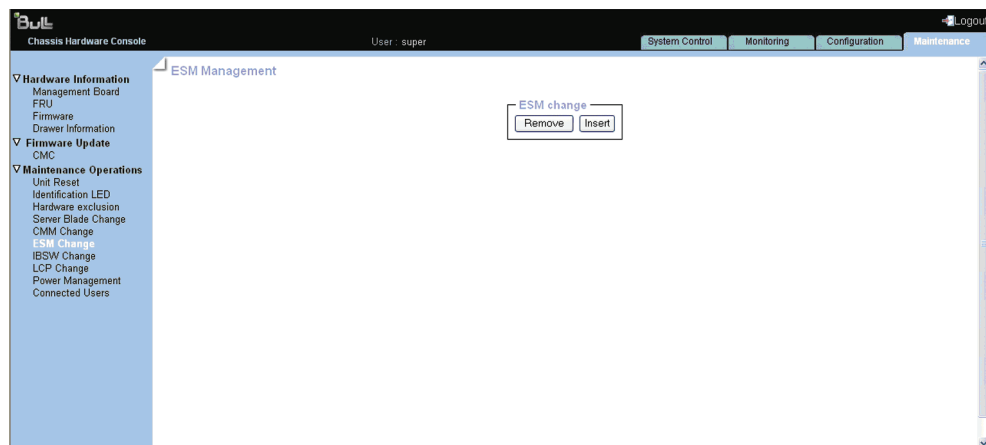 Bull
Logout
Chassis Hardware Console
User : super
System Control
Monitoring
Configuration
Maintenance
Hardware Information
Management Board
FRU
Firmware
Drawer Information
Firmware Update
CMC
Maintenance Operations
Unit Reset
Identification LED
Hardware exclusion
Server Blade Change
CMM Change
ESM Change
IBSW Change
LCP Change
Power Management
Connected Users
ESM Management
ESM change
Remove
Insert